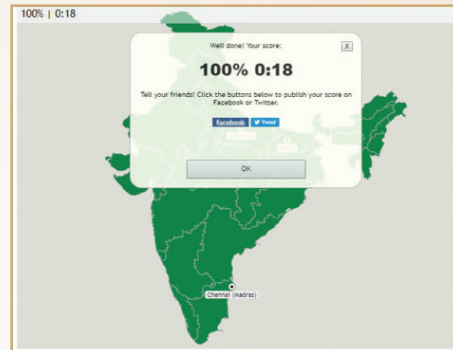 100% | 0:18
Well done! Your score:
X
100% 0:18
Tell your friends! Click the buttons below to publish your score on
Facebook or Twitter.
facebook
Tweet
OK
Chennai (Madras)